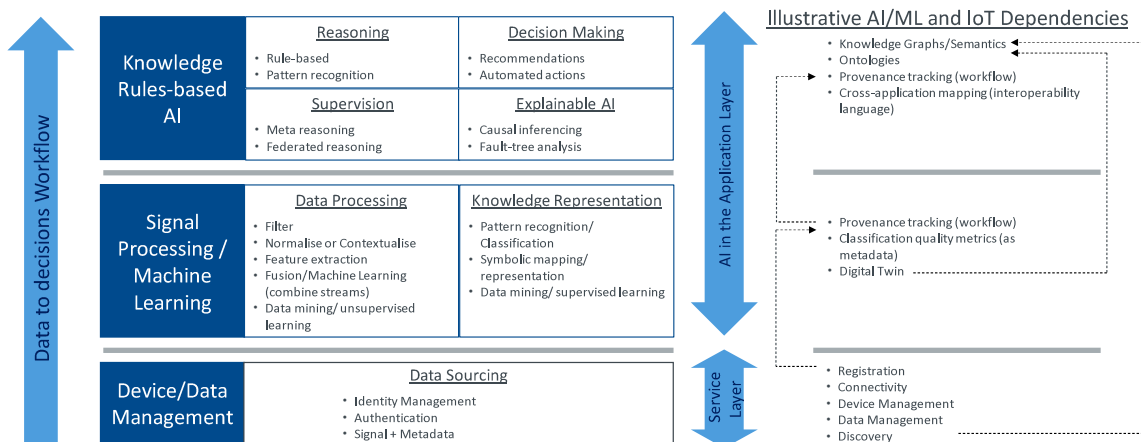 Data to decisions Workflow
Knowledge
Rules-based
AI
Reasoning
• Rule-based
• Pattern recognition
Decision Making
• Recommendations
• Automated actions
Supervision
• Meta reasoning
• Federated reasoning
Explainable AI
• Causal inferencing
• Fault-tree analysis
Signal
Processing /
Machine
Learning
Data Processing
• Filter
• Normalise or Contextualise
• Feature extraction
• Fusion/Machine Learning
(combine streams)
• Data mining/ unsupervised
learning
Knowledge Representation
• Pattern recognition/
Classification
• Symbolic mapping/
representation
• Data mining/ supervised learning
Device/Data
Management
Data Sourcing
• Identity Management
• Authentication
• Signal + Metadata
AI in the Application Layer
Service
Layer
Illustrative AI/ML and IoT Dependencies
• Knowledge Graphs/Semantics
• Ontologies
• Provenance tracking (workflow)
• Cross-application mapping (interoperability
language)
• Provenance tracking (workflow)
• Classification quality metrics (as
metadata)
• Digital Twin
• Registration
• Connectivity
• Device Management
• Data Management
• Discovery